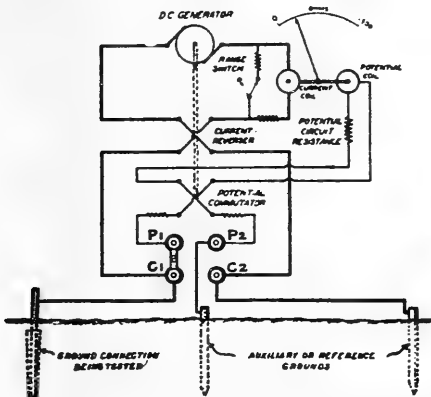 DC GENERATOR
OHMS
POTENTIAL
COIL
RANGE
SWITCH
CURRENT
COIL
POTENTIAL
CIRCUIT
RESISTANCE
CURRENT-
REVERSER
POTENTIAL
COMMUTATOR
P1
P2
C1
C2
GROUND CONNECTION
BEING TESTED
AUXILIARY OR REFERENCE
GROUNDS